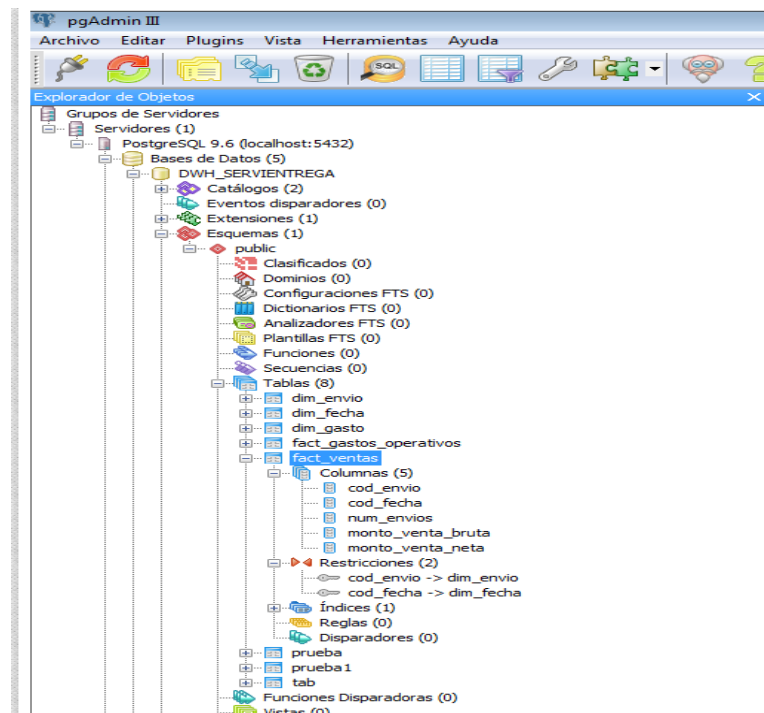 pgAdmin III
Archivo Editar Plugins Vista Herramientas Ayuda
SQL
Explorador de Objetos
Grupos de Servidores
Servidores (1)
PostgreSQL 9.6 (localhost:5432)
Bases de Datos (5)
DWH_SERVIENTREGA
Catálogos (2)
Eventos disparadores (0)
Extensiones (1)
Esquemas (1)
public
Clasificados (0)
Dominios (0)
Configuraciones FTS (0)
Dictionarios FTS (0)
Analizadores FTS (0)
Plantillas FTS (0)
Funciones (0)
Secuencias (0)
Tablas (8)
dim_envio
dim_fecha
dim_gasto
fact_gastos_operativos
fact_ventas
Columnas (5)
cod_envio
cod_fecha
num_envios
monto_venta_bruta
monto_venta_neta
Restricciones (2)
cod_envio -> dim_envio
cod_fecha -> dim_fecha
Índices (1)
Reglas (0)
Disparadores (0)
prueba
prueba1
tab
Funciones Disparadoras (0)
Vistas (0)